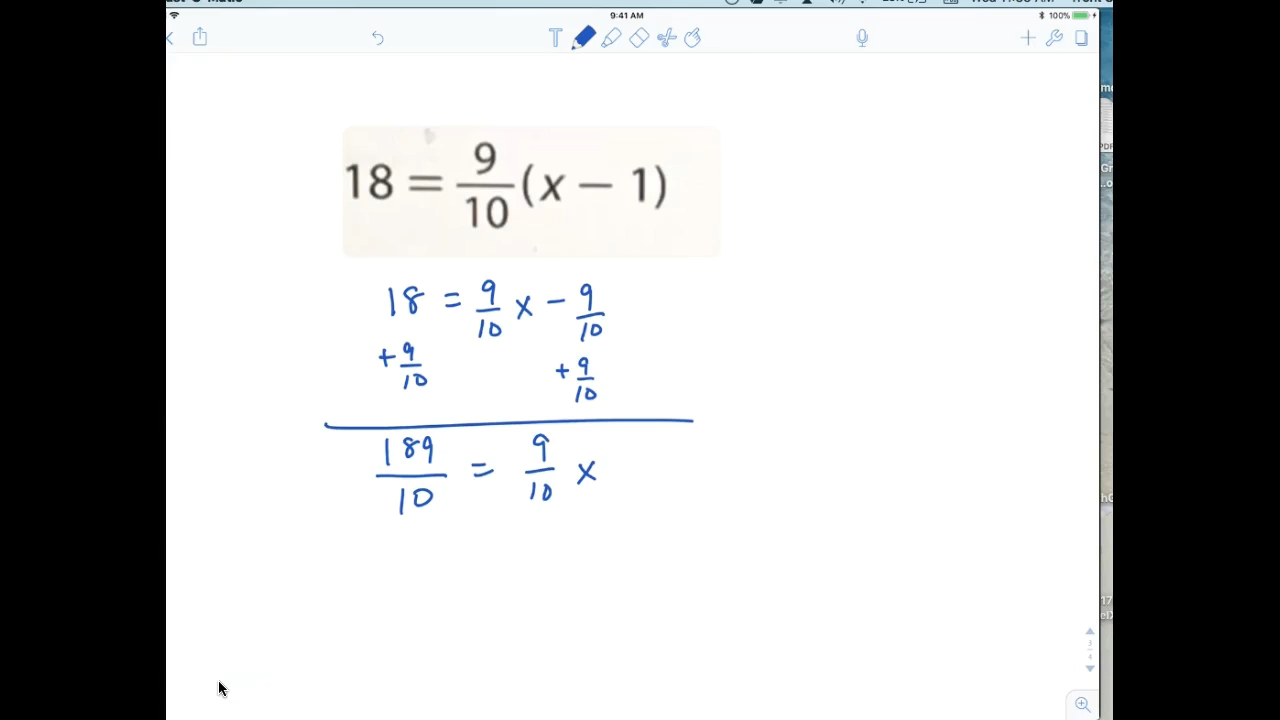 9:41 AM
100%
T
18 = 9/10 (x − 1)
18 = 9/10 x − 9/10
+ 9/10 + 9/10
189/10 = 9/10 x